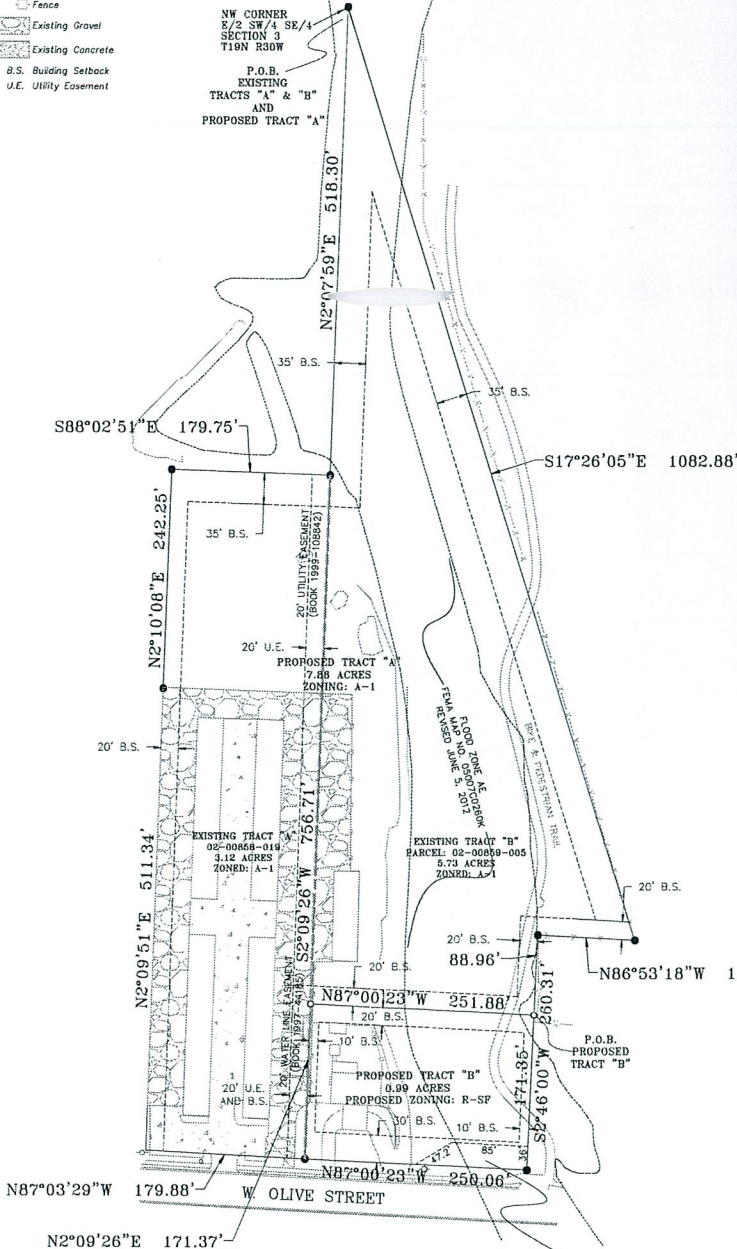 Fence
Existing Gravel
Existing Concrete
B.S. Building Setback
U.E. Utility Easement
NW CORNER
E/2 SW/4 SE/4
SECTION 3
T19N R30W
P.O.B.
EXISTING
TRACTS "A" & "B"
AND
PROPOSED TRACT "A"
N2°07'59"E 518.30'
35' B.S.
35' B.S.
S88°02'51"E 179.75'
S17°26'05"E 1082.88'
35' B.S.
N2°10'08"E 242.25'
20' UTILITY EASEMENT
(BOOK 1999-108842)
20' U.E.
PROPOSED TRACT "A"
7.88 ACRES
ZONING: A-1
FLOOD ZONE AE
FEMA MAP NO. 05007C0260K
REVISED JUNE 5, 2012
BIKE & PEDESTRIAN TRAIL
20' B.S.
EXISTING TRACT "A"
02-00858-019
3.12 ACRES
ZONED: A-1
S2°09'26"W 756.71'
EXISTING TRACT "B"
PARCEL: 02-00859-005
5.73 ACRES
ZONED: A-1
N2°09'51"E 511.34'
20' B.S.
20' B.S.
88.96'
N86°53'18"W 1
20' B.S.
N87°00'23"W 251.88'
20' B.S.
260.31'
S2°46'00"W
10' B.S.
20' WATER LINE EASEMENT
(BOOK 1997-44185)
P.O.B.
PROPOSED
TRACT "B"
PROPOSED TRACT "B"
0.99 ACRES
PROPOSED ZONING: R-SF
171.35'
20' U.E.
AND B.S.
30' B.S.
10' B.S.
47.2'
85'
36'
N87°00'23"W 250.06'
N87°03'29"W 179.88'
W. OLIVE STREET
N2°09'26"E 171.37'